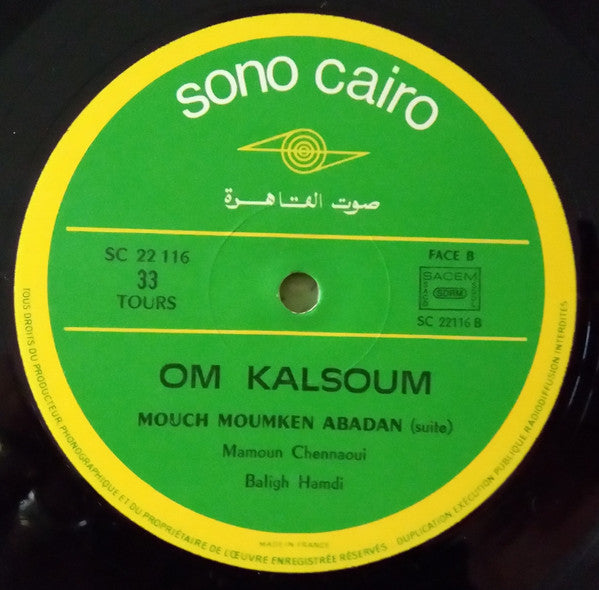 sono cairo
صوت القاهرة
SC 22 116
33
TOURS
FACE B
SACEM
SDRM
SACD
SC 22116 B
OM KALSOUM
MOUCH MOUMKEN ABADAN (suite)
Mamoun Chennaoui
Baligh Hamdi
MADE IN FRANCE
TOUS DROITS DU PRODUCTEUR PHONOGRAPHIQUE ET DU PROPRIÉTAIRE DE L'ŒUVRE ENREGISTRÉE RÉSERVÉS · DUPLICATION EXÉCUTION PUBLIQUE RADIODIFFUSION INTERDITES